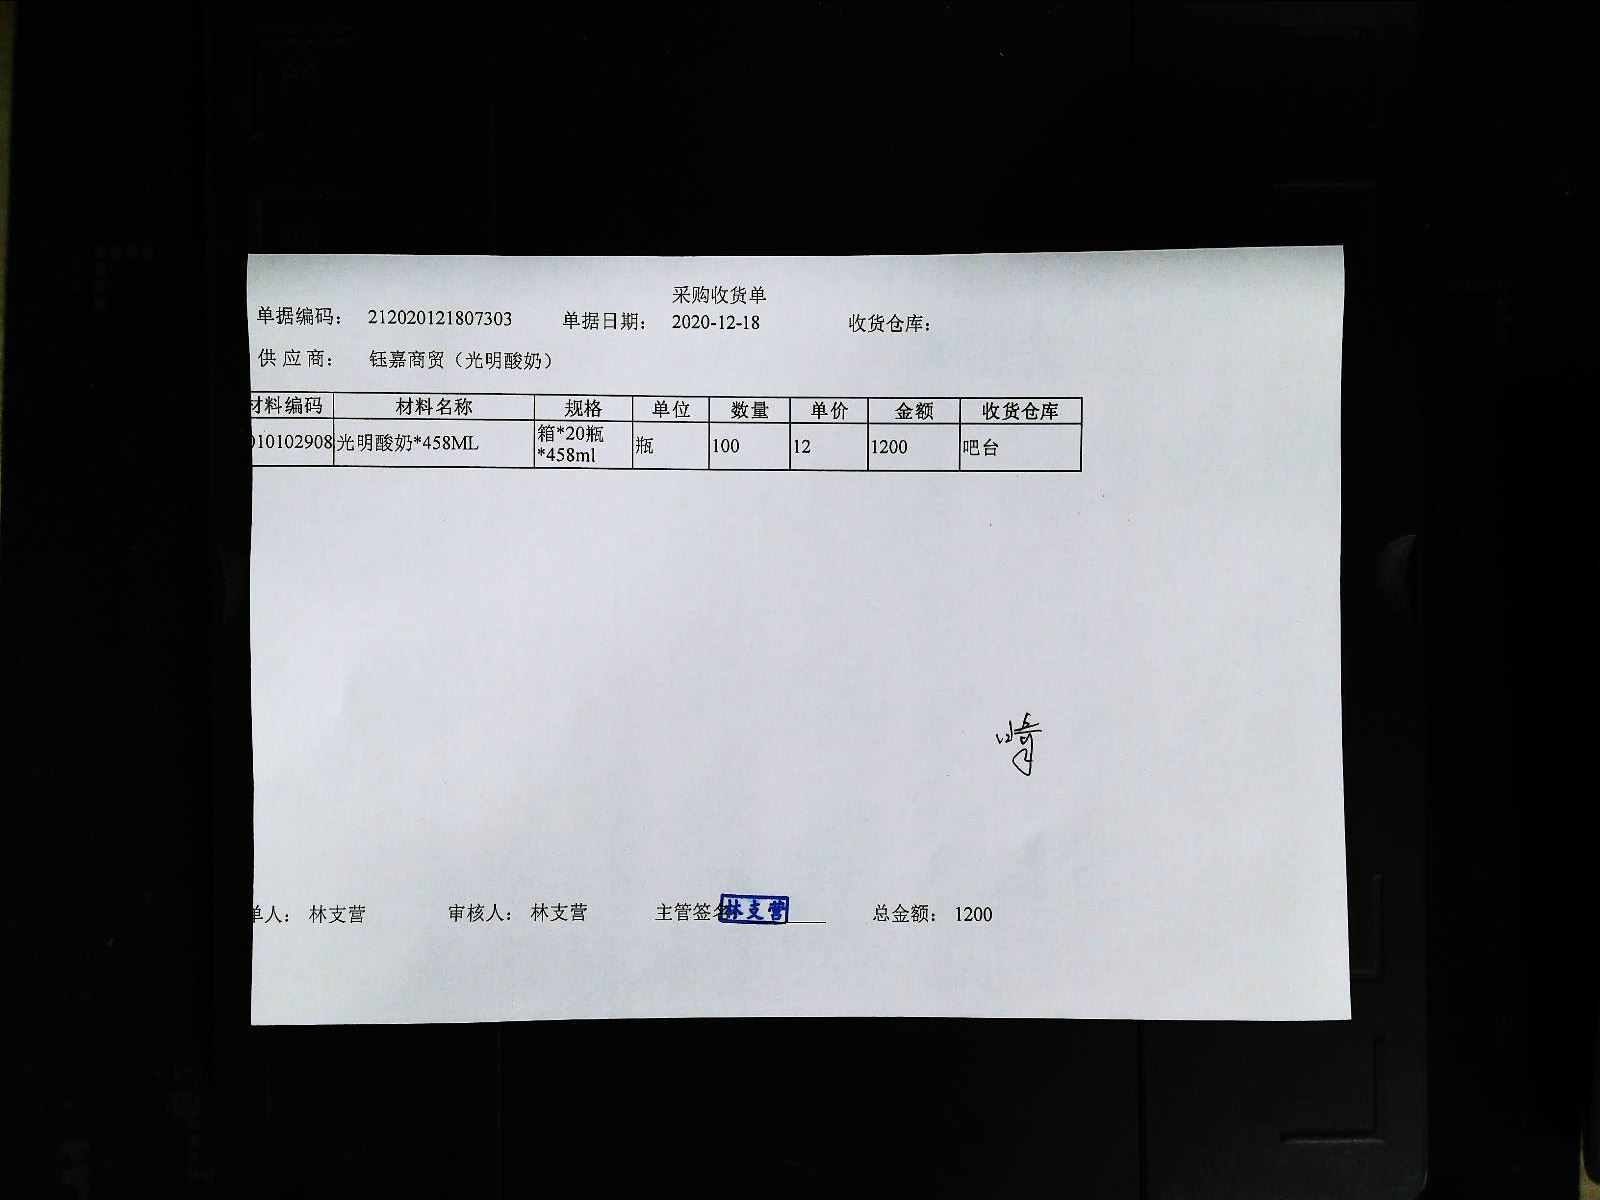 采购收货单
单据编码： 212020121807303 单据日期： 2020-12-18 收货仓库：
供 应 商： 钰嘉商贸（光明酸奶）
材料编码 材料名称 规格 单位 数量 单价 金额 收货仓库
010102908 光明酸奶*458ML 箱*20瓶*458ml 瓶 100 12 1200 吧台
单人： 林支营 审核人： 林支营 主管签名 林支营 总金额： 1200